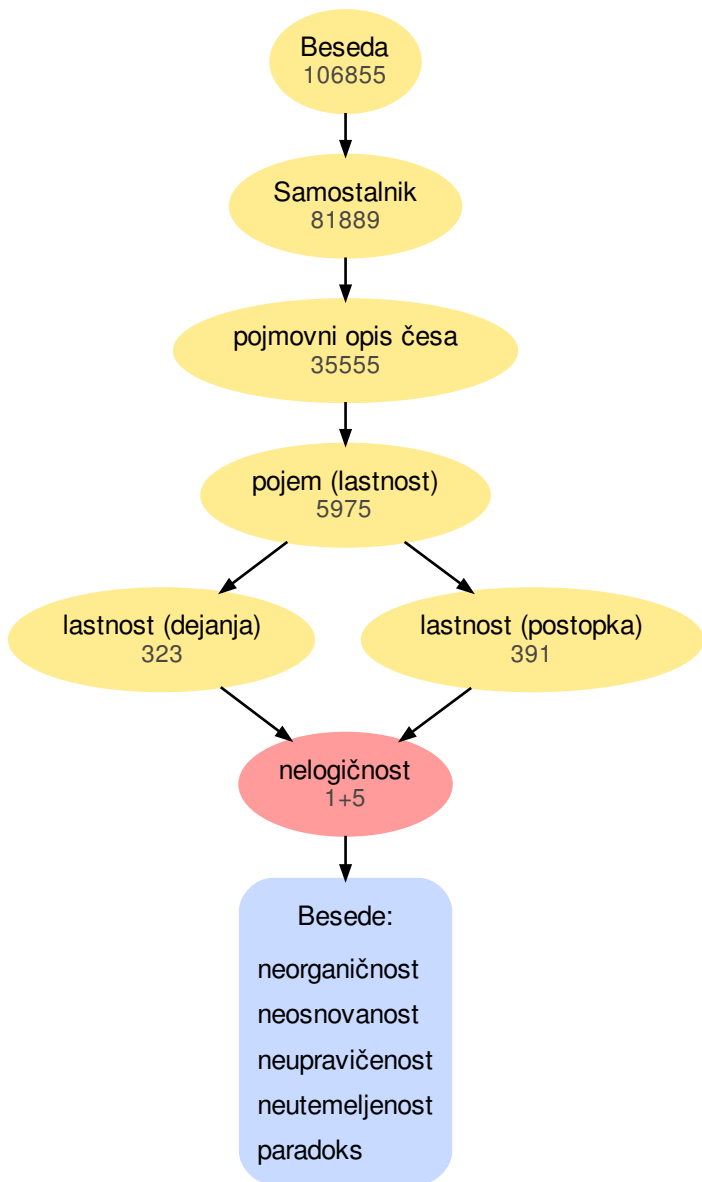 Beseda
106855
Samostalnik
81889
pojmovni opis česa
35555
pojem (lastnost)
5975
lastnost (dejanja)
323
lastnost (postopka)
391
nelogičnost
1+5
Besede:
neorganičnost
neosnovanost
neupravičenost
neutemeljenost
paradoks